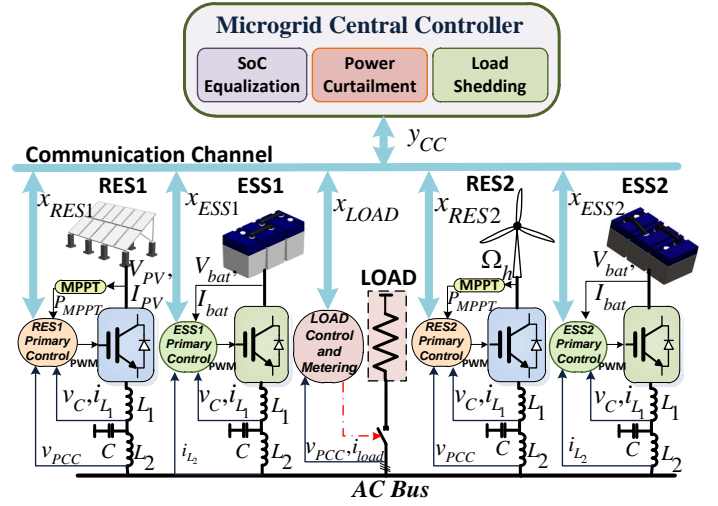 Microgrid Central Controller
SoC
Equalization
Power
Curtailment
Load
Shedding
y_CC
Communication Channel
RES1
x_RES1
V_PV,
I_PV
MPPT
P_MPPT
RES1
Primary
Control
PWM
v_C, i_L1
L_1
C
L_2
v_PCC
ESS1
x_ESS1
V_bat,
I_bat
ESS1
Primary
Control
PWM
v_C, i_L1
L_1
C
L_2
i_L2
x_LOAD
LOAD
LOAD
Control
and
Metering
v_PCC, i_load
RES2
x_RES2
Ω_h
MPPT
P_MPPT
RES2
Primary
Control
PWM
v_C, i_L1
L_1
C
L_2
v_PCC
ESS2
x_ESS2
V_bat,
I_bat
ESS2
Primary
Control
PWM
v_C, i_L1
L_1
C
L_2
i_L2
AC Bus